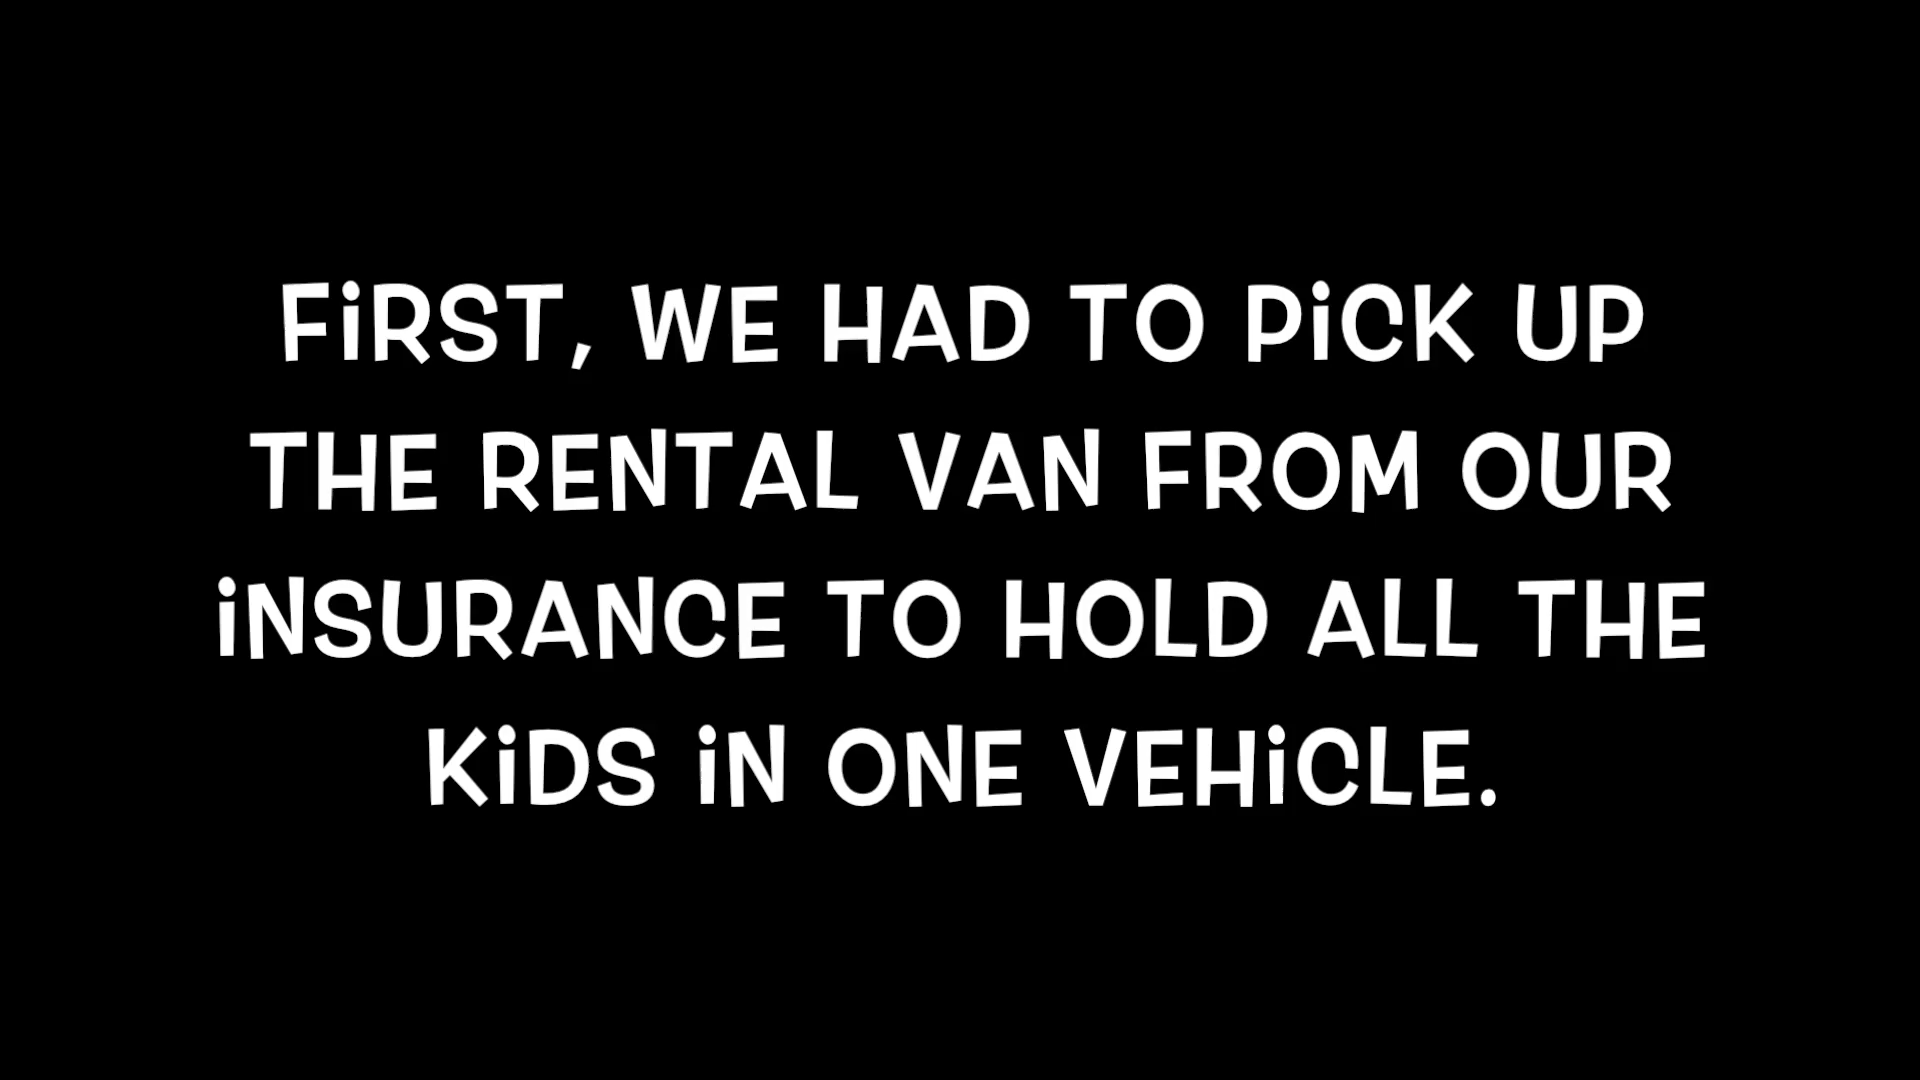 FiRST, WE HAD TO PiCK UP
THE RENTAL VAN FROM OUR
iNSURANCE TO HOLD ALL THE
KiDS iN ONE VEHiCLE.